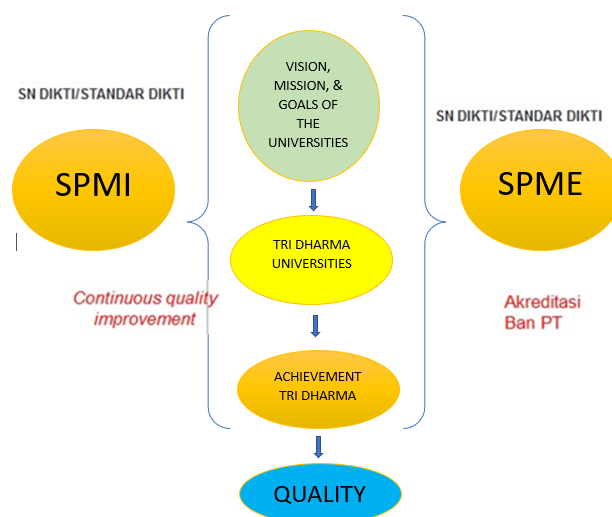 SN DIKTI/STANDAR DIKTI
SPMI
Continuous quality
improvement
VISION,
MISSION, &
GOALS OF
THE
UNIVERSITIES
TRI DHARMA
UNIVERSITIES
ACHIEVEMENT
TRI DHARMA
QUALITY
SN DIKTI/STANDAR DIKTI
SPME
Akreditasi
Ban PT